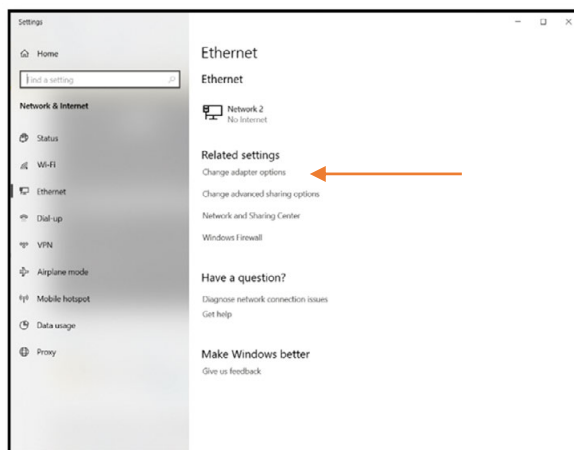 Settings
Home
Find a setting
Network & Internet
Status
Wi-Fi
Ethernet
Dial-up
VPN
Airplane mode
Mobile hotspot
Data usage
Proxy
Ethernet
Ethernet
Network 2
No Internet
Related settings
Change adapter options
Change advanced sharing options
Network and Sharing Center
Windows Firewall
Have a question?
Diagnose network connection issues
Get help
Make Windows better
Give us feedback